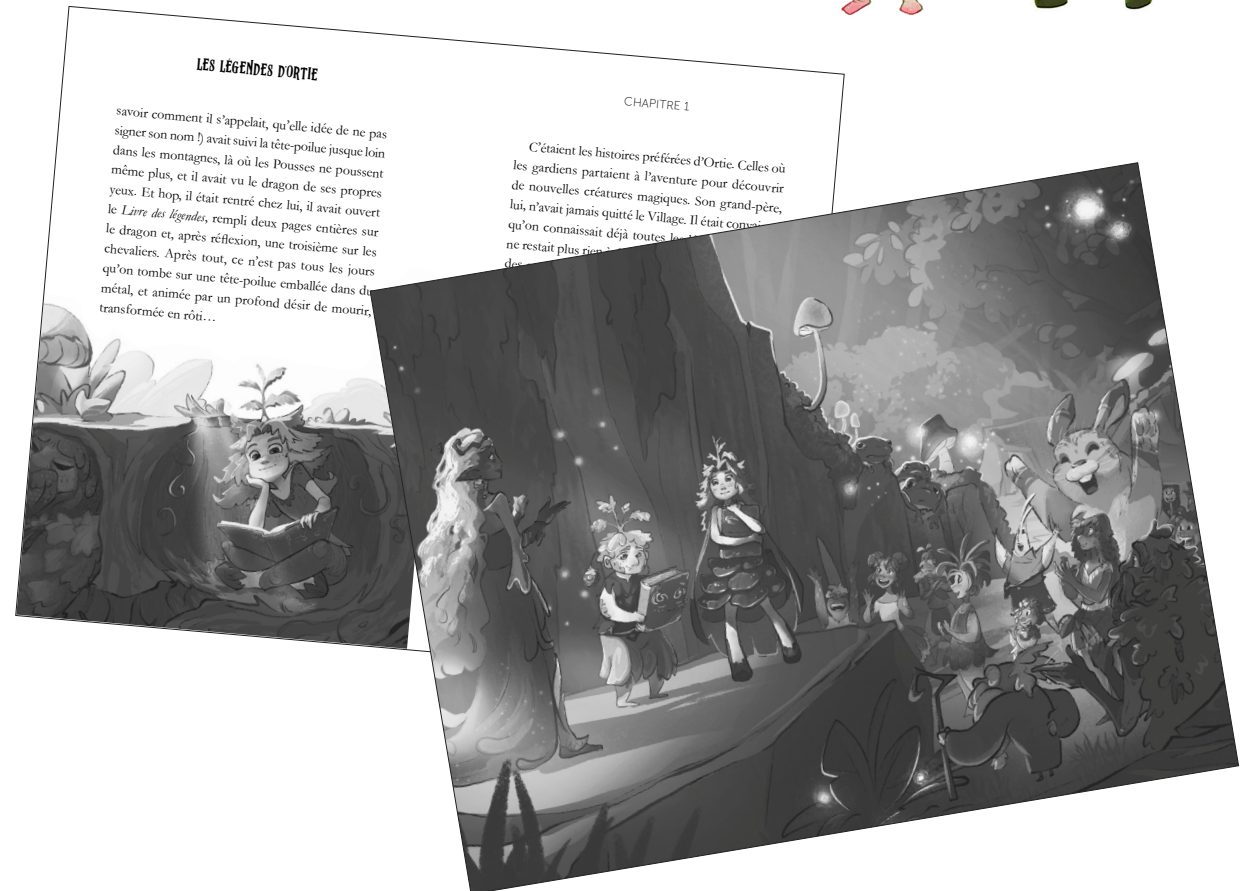 LES LÉGENDES D'ORTIE
savoir comment il s'appelait, qu'elle idée de ne pas
signer son nom !) avait suivi la tête-poilue jusque loin
dans les montagnes, là où les Pousses ne poussent
même plus, et il avait vu le dragon de ses propres
yeux. Et hop, il était rentré chez lui, il avait ouvert
le Livre des légendes, rempli deux pages entières sur
le dragon et, après réflexion, une troisième sur les
chevaliers. Après tout, ce n'est pas tous les jours
qu'on tombe sur une tête-poilue emballée dans du
métal, et animée par un profond désir de mourir,
transformée en rôti…
CHAPITRE 1
C'étaient les histoires préférées d'Ortie. Celles où
les gardiens partaient à l'aventure pour découvrir
de nouvelles créatures magiques. Son grand-père,
lui, n'avait jamais quitté le Village. Il était
qu'on connaissait déjà toutes
ne restait plus rien
des